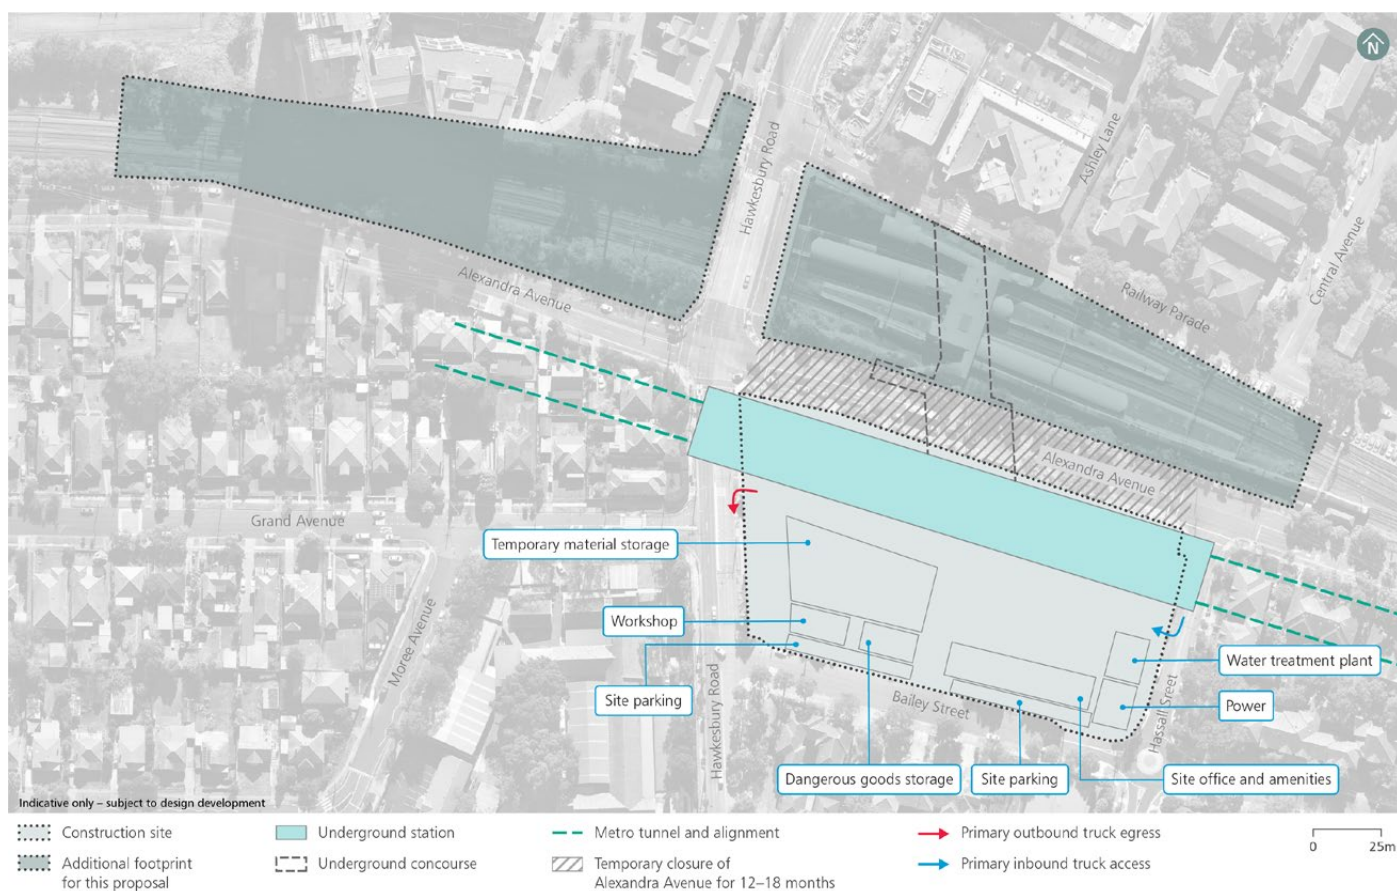 N
Hawkesbury Road
Ashley Lane
Central Avenue
Railway Parade
Alexandra Avenue
Alexandra Avenue
Grand Avenue
Temporary material storage
Moree Avenue
Workshop
Site parking
Hawkesbury Road
Bailey Street
Hassall Street
Water treatment plant
Power
Dangerous goods storage
Site parking
Site office and amenities
Indicative only – subject to design development
Construction site
Underground station
Metro tunnel and alignment
Primary outbound truck egress
Additional footprint
for this proposal
Underground concourse
Temporary closure of
Alexandra Avenue for 12–18 months
Primary inbound truck access
0
25m